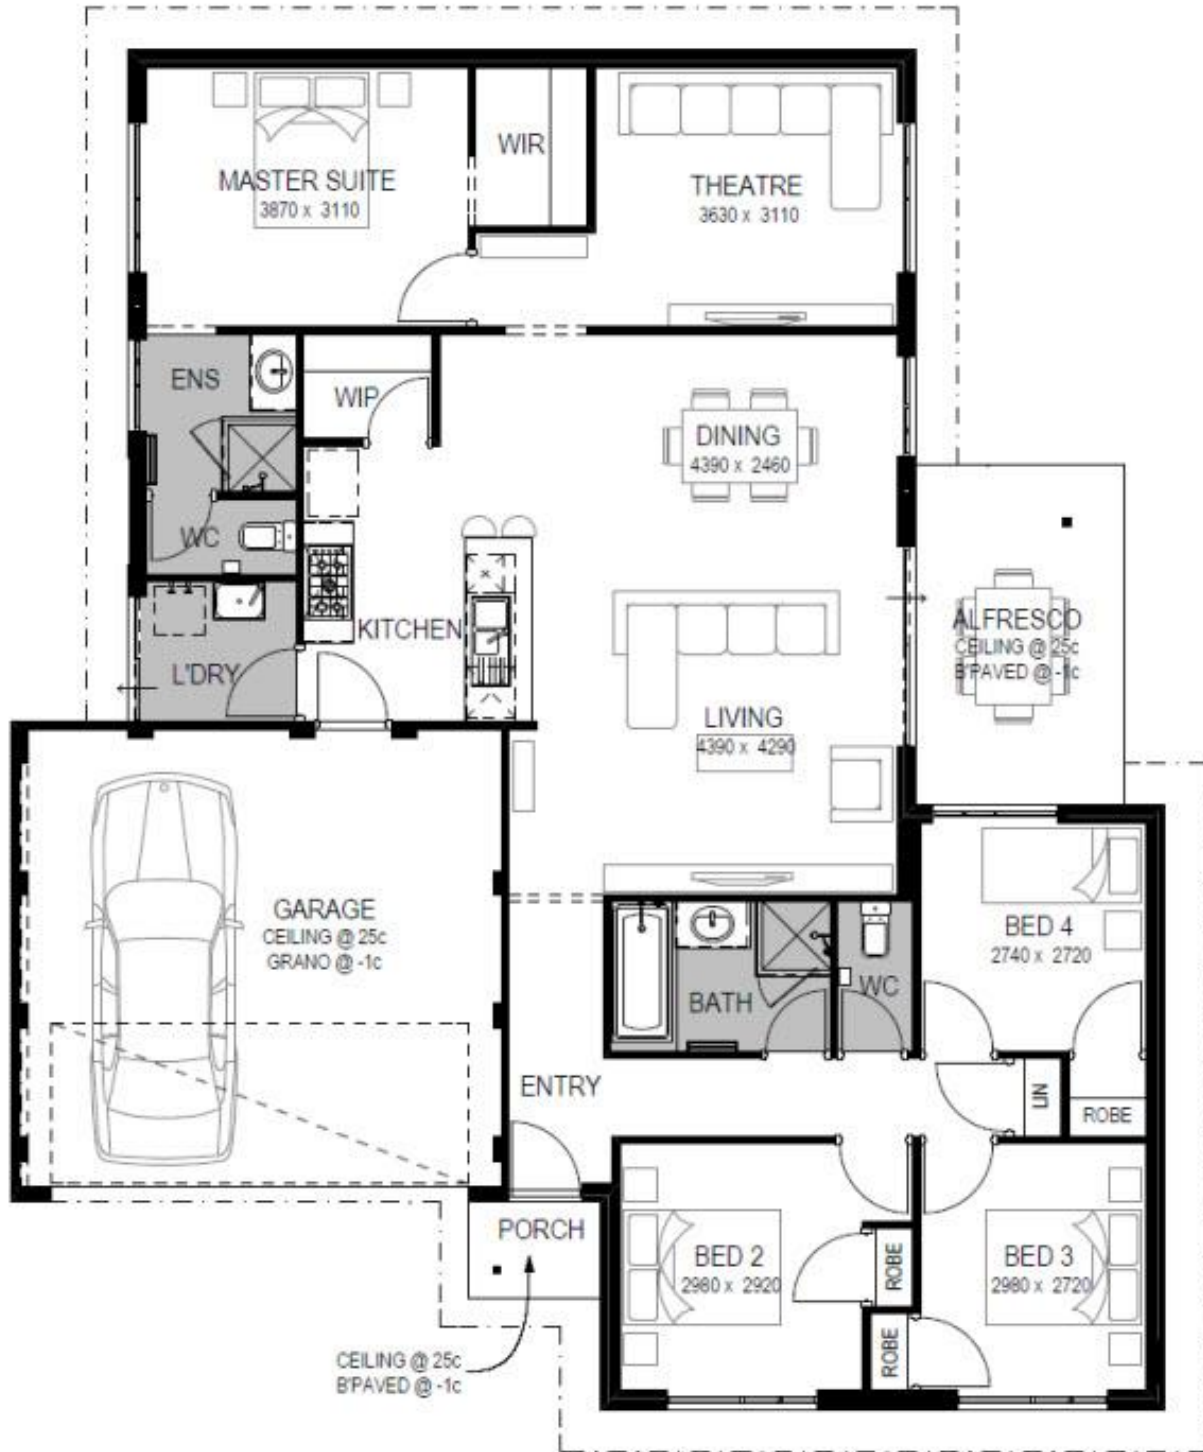 MASTER SUITE
3870 x 3110
WIR
THEATRE
3630 x 3110
ENS
WIP
DINING
4390 x 2460
WC
KITCHEN
L'DRY
ALFRESCO
CEILING @ 25c
B'PAVED @ -1c
LIVING
4390 x 4290
GARAGE
CEILING @ 25c
GRANO @ -1c
BED 4
2740 x 2720
BATH
WC
ENTRY
LIN
ROBE
PORCH
BED 2
2980 x 2920
ROBE
BED 3
2980 x 2720
ROBE
CEILING @ 25c
B'PAVED @ -1c